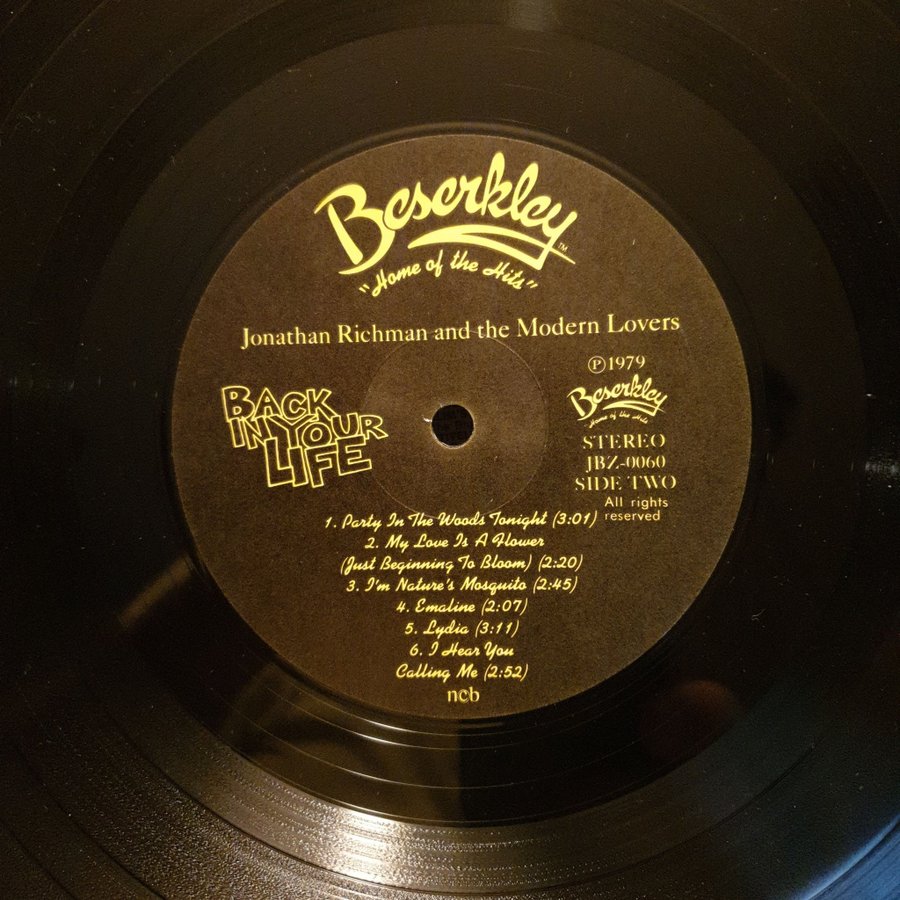 Beserkley™
"Home of the Hits"
Jonathan Richman and the Modern Lovers
BACK
IN YOUR
LIFE
℗1979
Beserkley
Home of the Hits
STEREO
JBZ-0060
SIDE TWO
All rights
reserved
1. Party In The Woods Tonight (3:01)
2. My Love Is A Flower
(Just Beginning To Bloom) (2:20)
3. I'm Nature's Mosquito (2:45)
4. Emaline (2:07)
5. Lydia (3:11)
6. I Hear You
Calling Me (2:52)
ncb